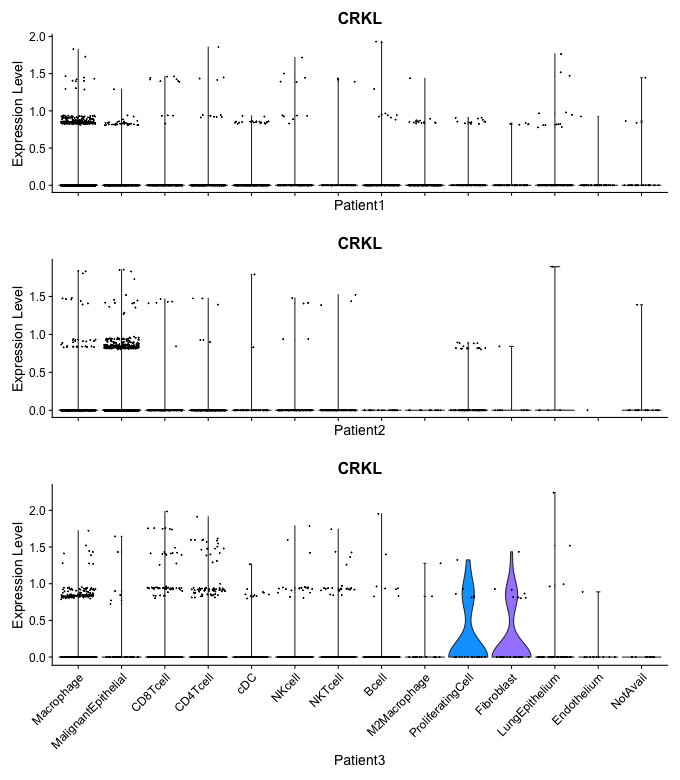 CRKL
2.0
1.5
1.0
0.5
0.0
Expression Level
Patient1
CRKL
1.5
1.0
0.5
0.0
Expression Level
Patient2
CRKL
2.0
1.5
1.0
0.5
0.0
Expression Level
Macrophage
MalignantEpithelial
CD8Tcell
CD4Tcell
cDC
NKcell
NKTcell
Bcell
M2Macrophage
ProliferatingCell
Fibroblast
LungEpithelium
Endothelium
NotAvail
Patient3